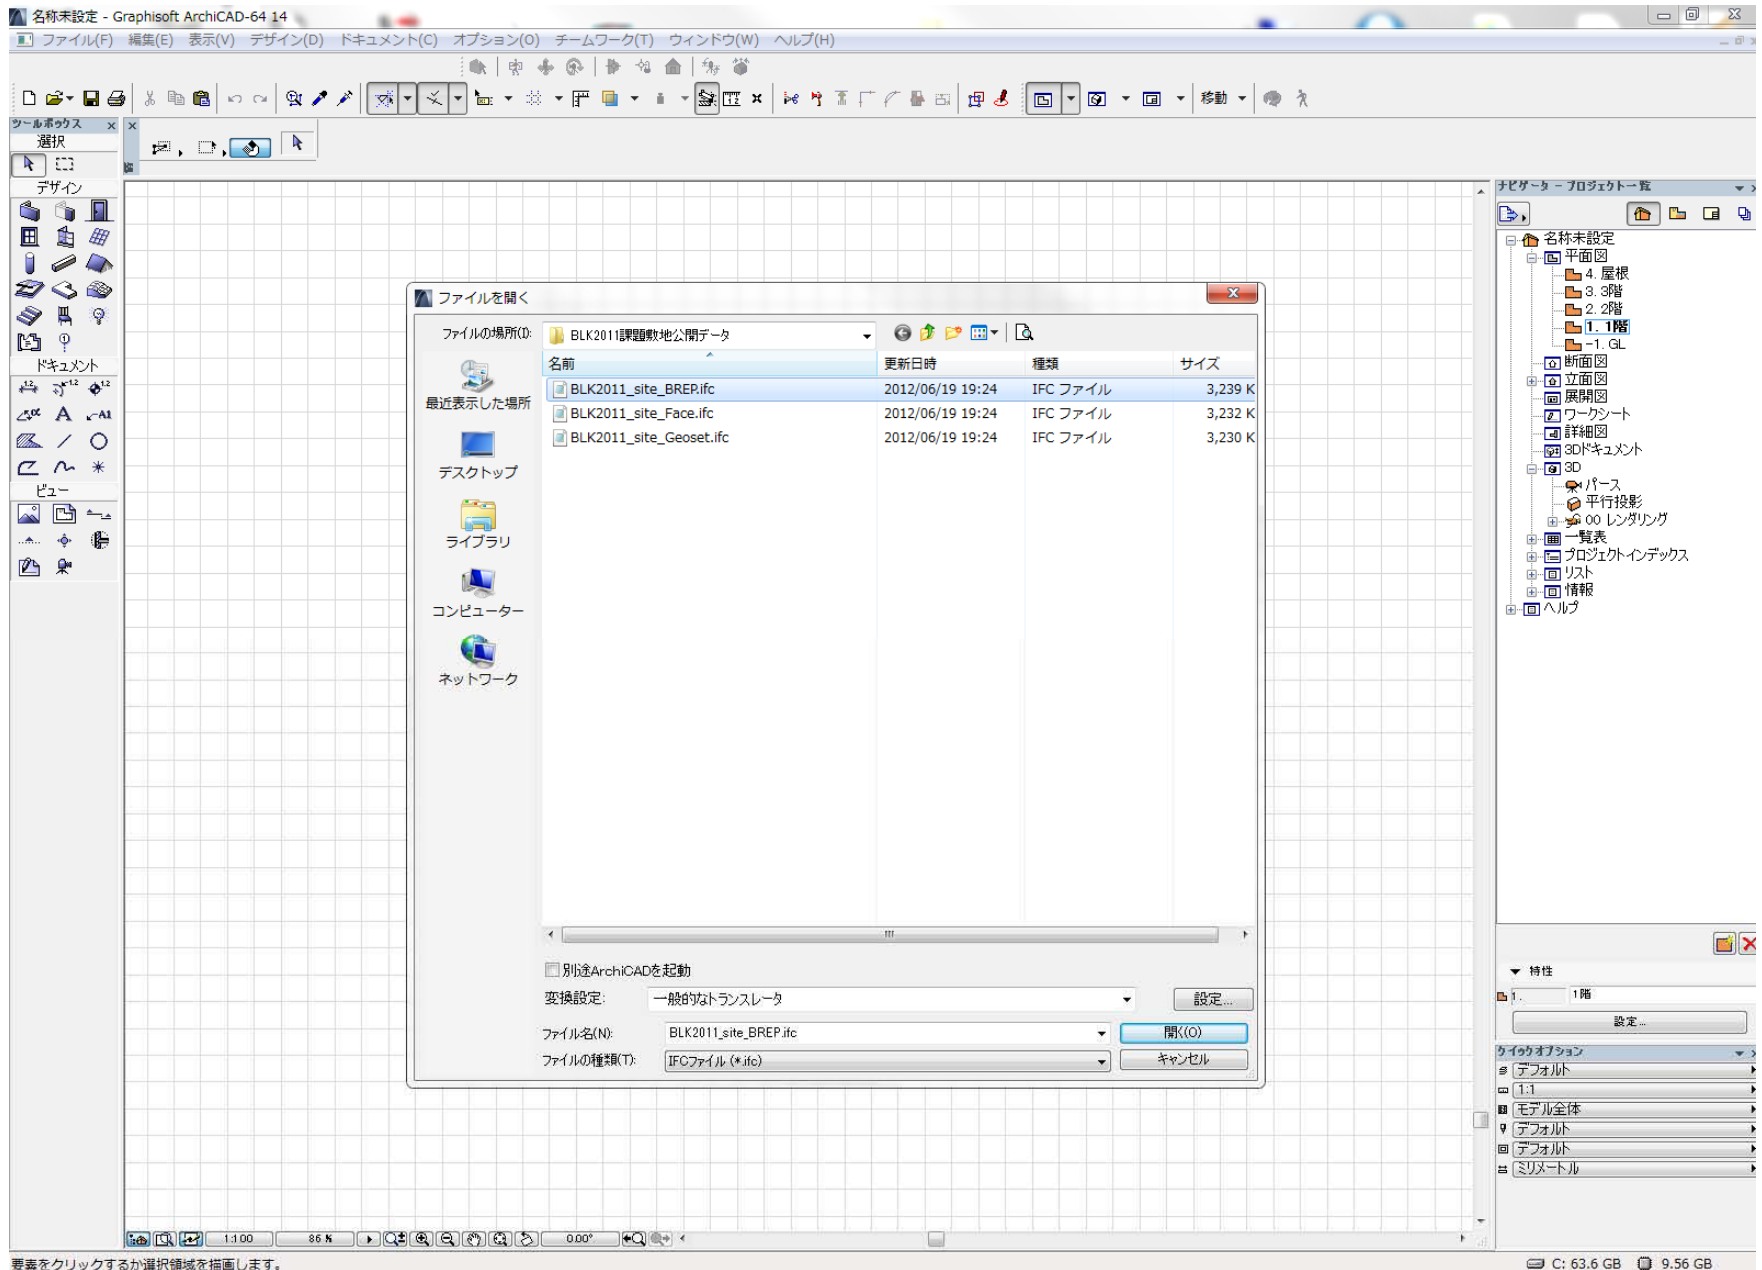 名称未設定 - Graphisoft ArchiCAD-64 14
ファイル(F) 編集(E) 表示(V) デザイン(D) ドキュメント(C) オプション(O) チームワーク(T) ウィンドウ(W) ヘルプ(H)
移動
ツールボックス
選択
デザイン
ドキュメント
ビュー
ファイルを開く
ファイルの場所(I):
BLK2011課題敷地公開データ
名前 更新日時 種類 サイズ
BLK2011_site_BREP.ifc 2012/06/19 19:24 IFC ファイル 3,239 K
BLK2011_site_Face.ifc 2012/06/19 19:24 IFC ファイル 3,232 K
BLK2011_site_Geoset.ifc 2012/06/19 19:24 IFC ファイル 3,230 K
最近表示した場所
デスクトップ
ライブラリ
コンピューター
ネットワーク
別途ArchiCADを起動
変換設定: 一般的なトランスレータ 設定...
ファイル名(N): BLK2011_site_BREP.ifc 開く(O)
ファイルの種類(T): IFCファイル (*.ifc) キャンセル
ナビゲータ - プロジェクト一覧
名称未設定
平面図
4. 屋根
3. 3階
2. 2階
1. 1階
-1. GL
断面図
立面図
展開図
ワークシート
詳細図
3Dドキュメント
3D
パース
平行投影
00 レンダリング
一覧表
プロジェクトインデックス
リスト
情報
ヘルプ
特性
1. 1階
設定...
クイックオプション
デフォルト
1:1
モデル全体
デフォルト
デフォルト
ミリメートル
1:100 86 % 0.00°
要素をクリックするか選択領域を描画します。
C: 63.6 GB 9.56 GB